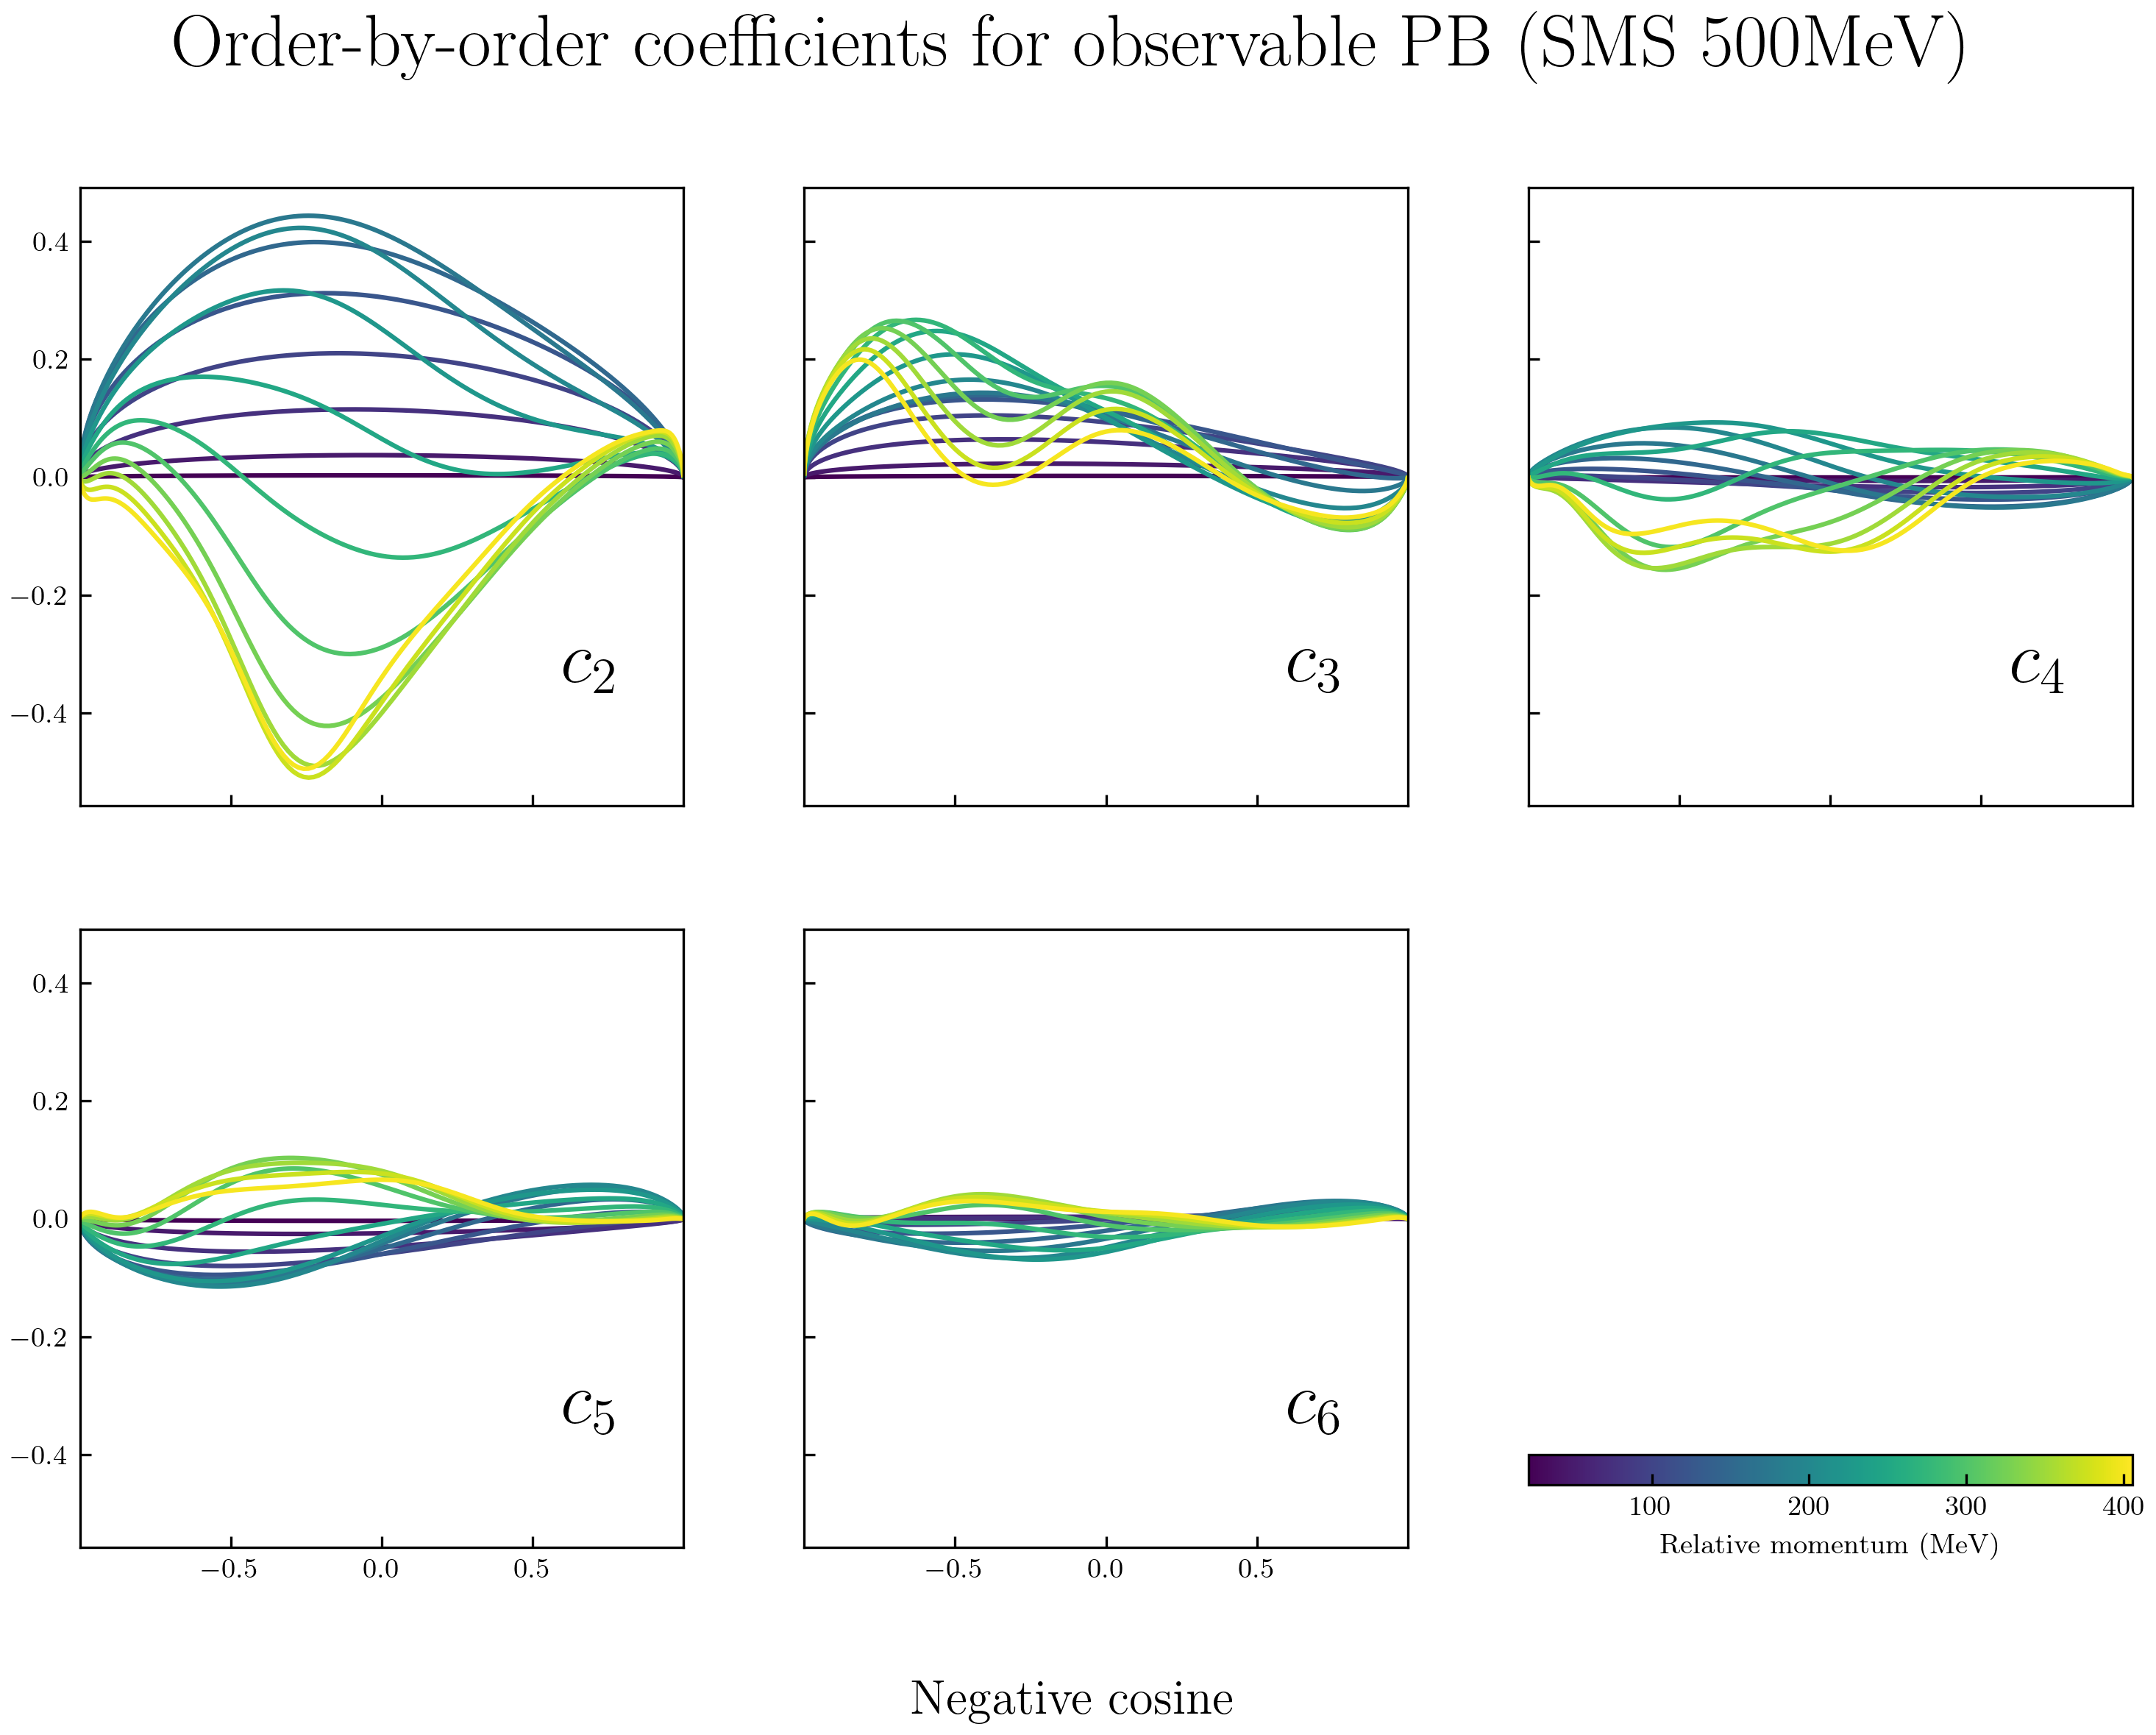 Order-by-order coefficients for observable PB (SMS 500MeV)
0.4
0.2
0.0
−0.2
−0.4
c2
c3
c4
0.4
0.2
0.0
−0.2
−0.4
c5
c6
−0.5 0.0 0.5
−0.5 0.0 0.5
100 200 300 400
Relative momentum (MeV)
Negative cosine